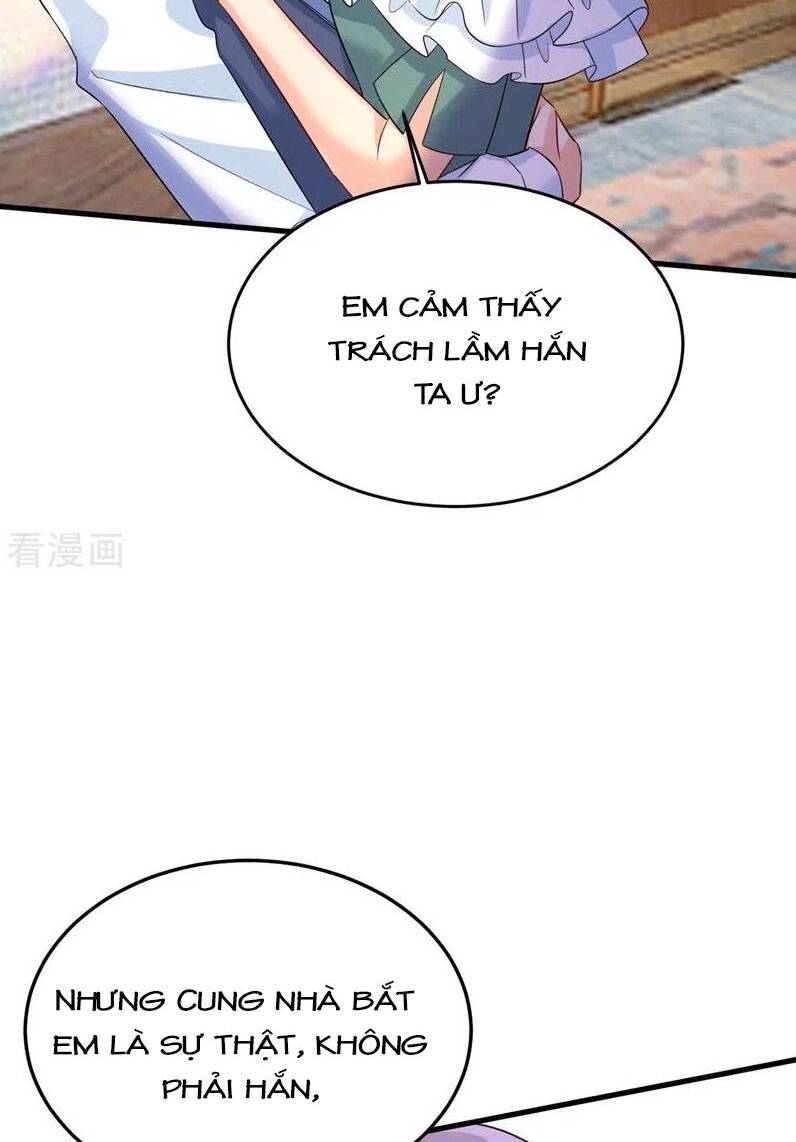 EM CẢM THẤY
TRÁCH LẦM HẮN
TA Ư?
看漫画
NHƯNG CUNG NHÀ BẮT
EM LÀ SỰ THẬT, KHÔNG
PHẢI HẮN,